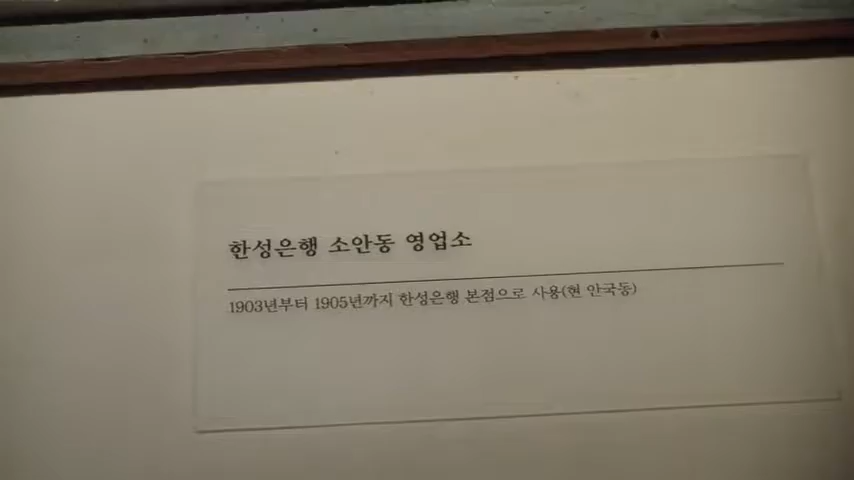 한성은행 소안동 영업소
1903년부터 1905년까지 한성은행 본점으로 사용(현 안국동)